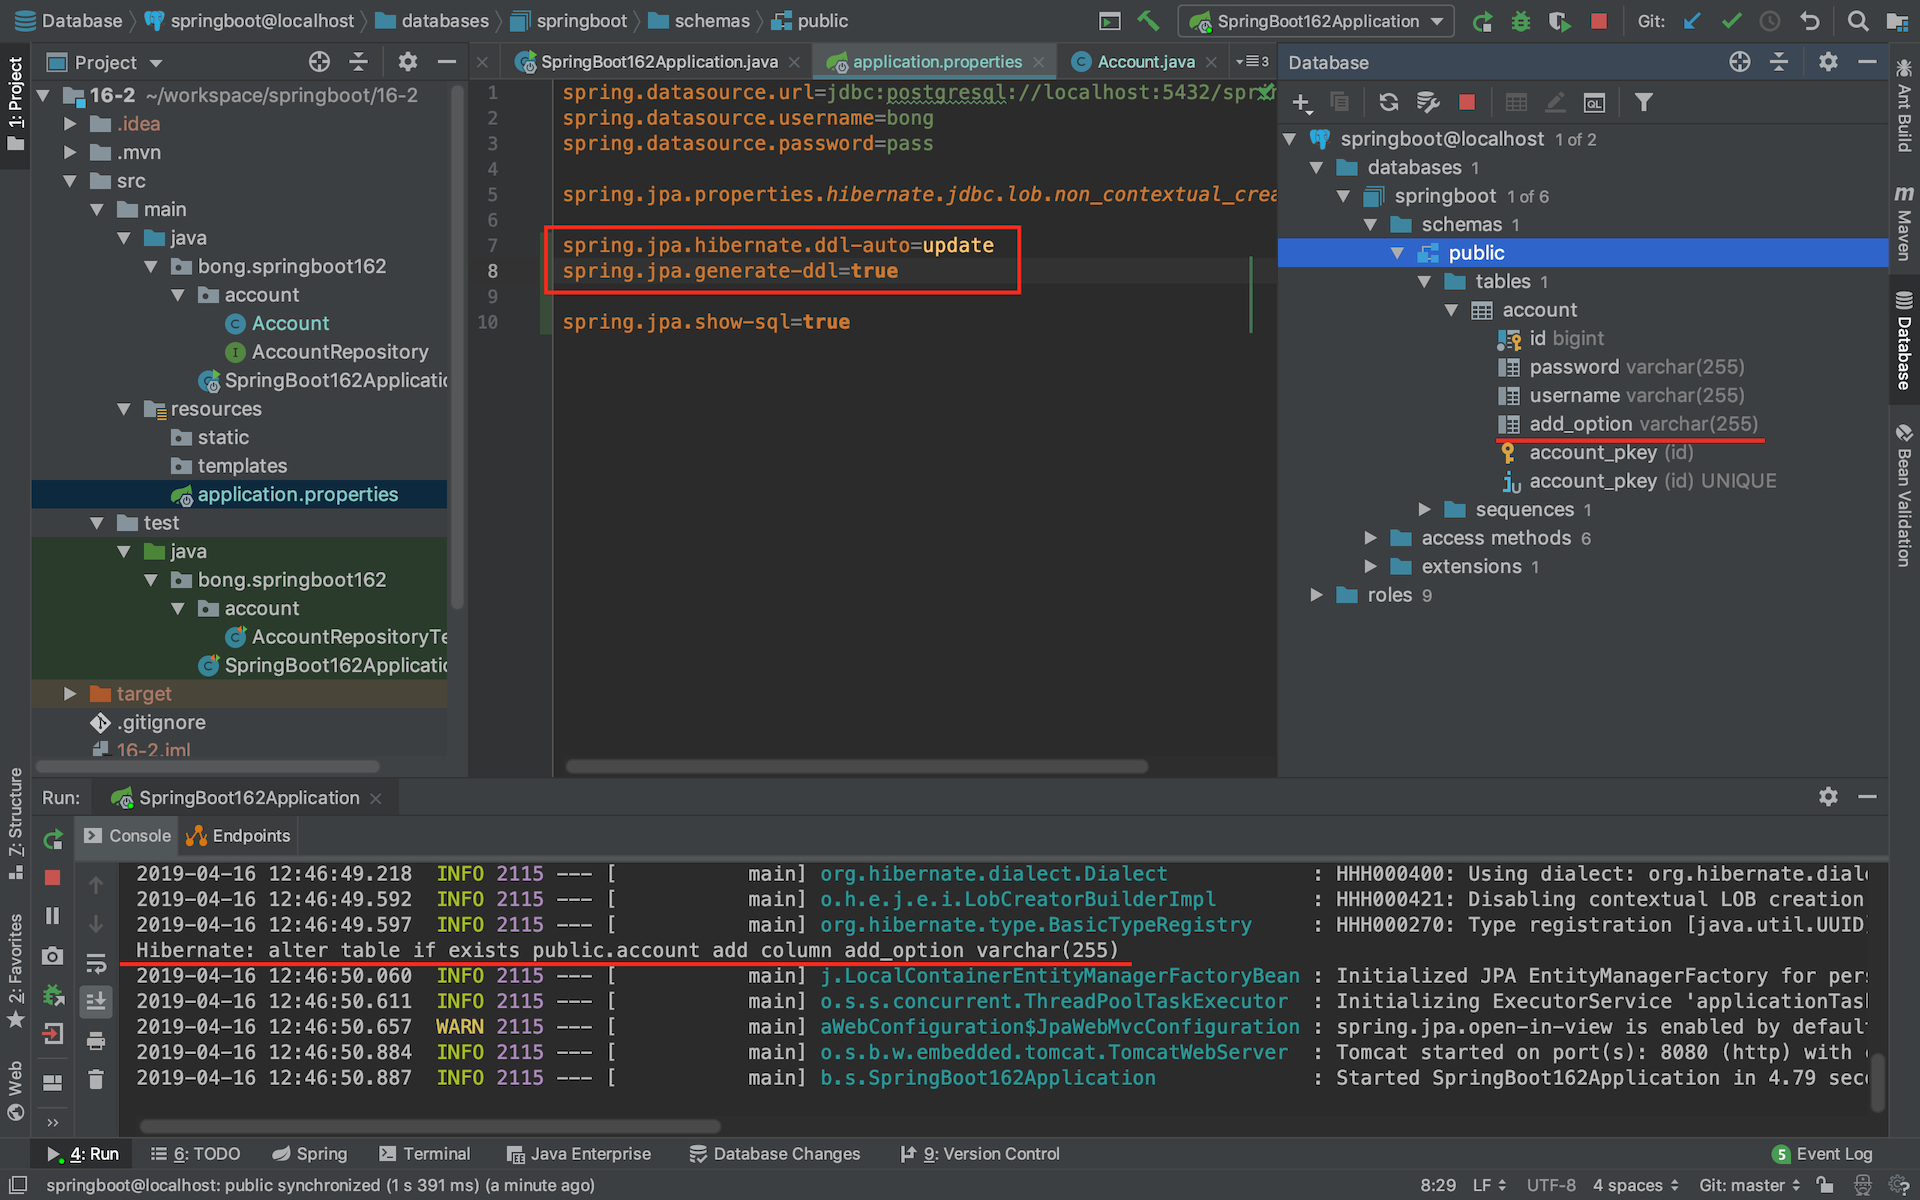 Database springboot@localhost databases springboot schemas public SpringBoot162Application Git:
Project
SpringBoot162Application.java application.properties Account.java 3
Database
1: Project
16-2 ~/workspace/springboot/16-2
.idea
.mvn
src
main
java
bong.springboot162
account
Account
AccountRepository
SpringBoot162Applicatio
resources
static
templates
application.properties
test
java
bong.springboot162
account
AccountRepositoryTe
SpringBoot162Applicatio
target
.gitignore
16-2.iml
1 spring.datasource.url=jdbc:postgresql://localhost:5432/spri
2 spring.datasource.username=bong
3 spring.datasource.password=pass
4
5 spring.jpa.properties.hibernate.jdbc.lob.non_contextual_crea
6
7 spring.jpa.hibernate.ddl-auto=update
8 spring.jpa.generate-ddl=true
9
10 spring.jpa.show-sql=true
QL
springboot@localhost 1 of 2
databases 1
springboot 1 of 6
schemas 1
public
tables 1
account
id bigint
password varchar(255)
username varchar(255)
add_option varchar(255)
account_pkey (id)
account_pkey (id) UNIQUE
sequences 1
access methods 6
extensions 1
roles 9
Ant Build
Maven
Database
Bean Validation
Z: Structure
2: Favorites
Web
Run: SpringBoot162Application
Console Endpoints
2019-04-16 12:46:49.218 INFO 2115 --- [ main] org.hibernate.dialect.Dialect : HHH000400: Using dialect: org.hibernate.diale
2019-04-16 12:46:49.592 INFO 2115 --- [ main] o.h.e.j.e.i.LobCreatorBuilderImpl : HHH000421: Disabling contextual LOB creation
2019-04-16 12:46:49.597 INFO 2115 --- [ main] org.hibernate.type.BasicTypeRegistry : HHH000270: Type registration [java.util.UUID
Hibernate: alter table if exists public.account add column add_option varchar(255)
2019-04-16 12:46:50.060 INFO 2115 --- [ main] j.LocalContainerEntityManagerFactoryBean : Initialized JPA EntityManagerFactory for pers
2019-04-16 12:46:50.611 INFO 2115 --- [ main] o.s.s.concurrent.ThreadPoolTaskExecutor : Initializing ExecutorService 'applicationTask
2019-04-16 12:46:50.657 WARN 2115 --- [ main] aWebConfiguration$JpaWebMvcConfiguration : spring.jpa.open-in-view is enabled by default
2019-04-16 12:46:50.884 INFO 2115 --- [ main] o.s.b.w.embedded.tomcat.TomcatWebServer : Tomcat started on port(s): 8080 (http) with
2019-04-16 12:46:50.887 INFO 2115 --- [ main] b.s.SpringBoot162Application : Started SpringBoot162Application in 4.79 seco
4: Run 6: TODO Spring Terminal Java Enterprise Database Changes 9: Version Control 5 Event Log
springboot@localhost: public synchronized (1 s 391 ms) (a minute ago) 8:29 LF UTF-8 4 spaces Git: master